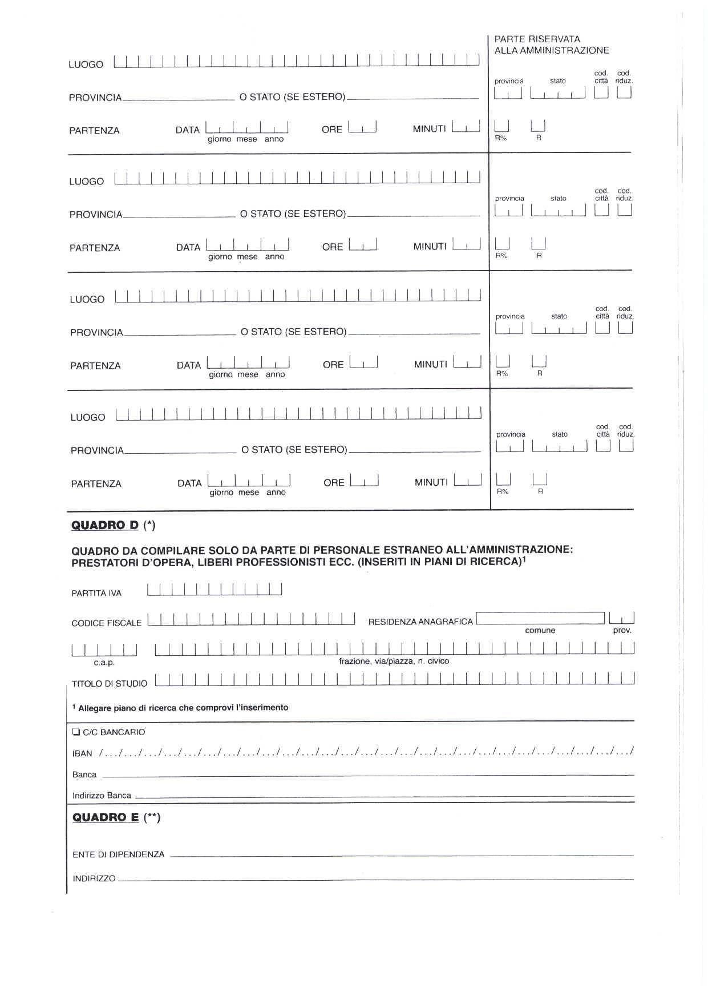 PARTE RISERVATA
ALLA AMMINISTRAZIONE
LUOGO
cod. cod.
provincia stato città riduz.
PROVINCIA O STATO (SE ESTERO)
PARTENZA DATA ORE MINUTI
giorno mese anno R% R
LUOGO
cod. cod.
provincia stato città riduz.
PROVINCIA O STATO (SE ESTERO)
PARTENZA DATA ORE MINUTI
giorno mese anno R% R
LUOGO
cod. cod.
provincia stato città riduz.
PROVINCIA O STATO (SE ESTERO)
PARTENZA DATA ORE MINUTI
giorno mese anno R% R
LUOGO
cod. cod.
provincia stato città riduz.
PROVINCIA O STATO (SE ESTERO)
PARTENZA DATA ORE MINUTI
giorno mese anno R% R
QUADRO D (*)
QUADRO DA COMPILARE SOLO DA PARTE DI PERSONALE ESTRANEO ALL'AMMINISTRAZIONE:
PRESTATORI D'OPERA, LIBERI PROFESSIONISTI ECC. (INSERITI IN PIANI DI RICERCA)¹
PARTITA IVA
CODICE FISCALE RESIDENZA ANAGRAFICA
comune prov.
c.a.p. frazione, via/piazza, n. civico
TITOLO DI STUDIO
¹ Allegare piano di ricerca che comprovi l'inserimento
❑ C/C BANCARIO
IBAN /.../.../.../.../.../.../.../.../.../.../.../.../.../.../.../.../.../.../.../.../.../.../.../.../.../.../.../
Banca
Indirizzo Banca
QUADRO E (**)
ENTE DI DIPENDENZA
INDIRIZZO